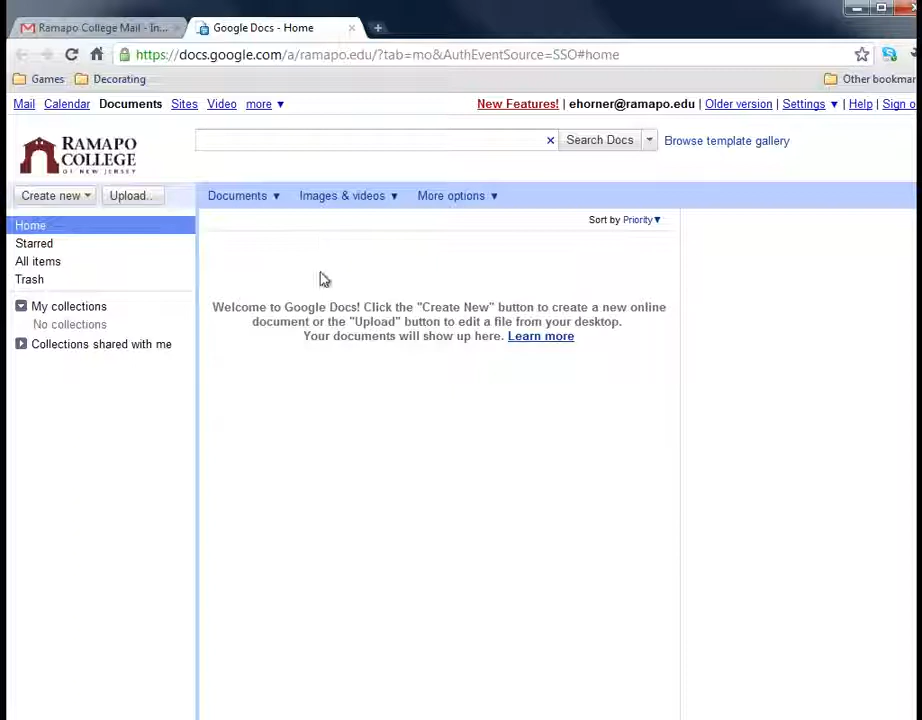 Ramapo College Mail - In...
Google Docs - Home
https://docs.google.com/a/ramapo.edu/?tab=mo&AuthEventSource=SSO#home
Games Decorating Other bookmar
Mail Calendar Documents Sites Video more ▼ New Features! | ehorner@ramapo.edu | Older version | Settings ▼ | Help | Sign o
RAMAPO
COLLEGE
OF NEW JERSEY
Search Docs
Browse template gallery
Create new
Upload..
Documents ▼ Images & videos ▼ More options ▼
Home
Sort by Priority▼
Starred
All items
Trash
My collections
No collections
Collections shared with me
Welcome to Google Docs! Click the "Create New" button to create a new online
document or the "Upload" button to edit a file from your desktop.
Your documents will show up here. Learn more